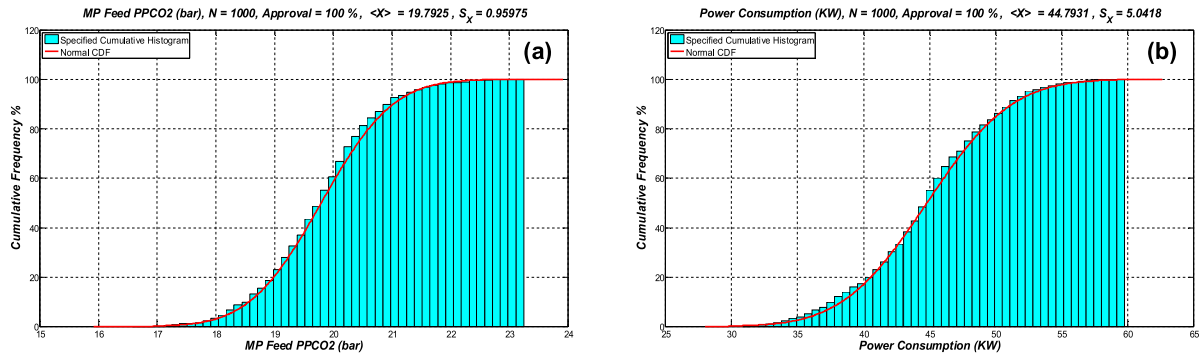 MP Feed PPCO2 (bar), N = 1000, Approval = 100 %, <X> = 19.7925, S_X = 0.95975
Specified Cumulative Histogram
Normal CDF
(a)
Cumulative Frequency %
120
100
80
60
40
20
0
15 16 17 18 19 20 21 22 23 24
MP Feed PPCO2 (bar)
Power Consumption (KW), N = 1000, Approval = 100 %, <X> = 44.7931, S_X = 5.0418
Specified Cumulative Histogram
Normal CDF
(b)
Cumulative Frequency %
120
100
80
60
40
20
0
25 30 35 40 45 50 55 60 65
Power Consumption (KW)